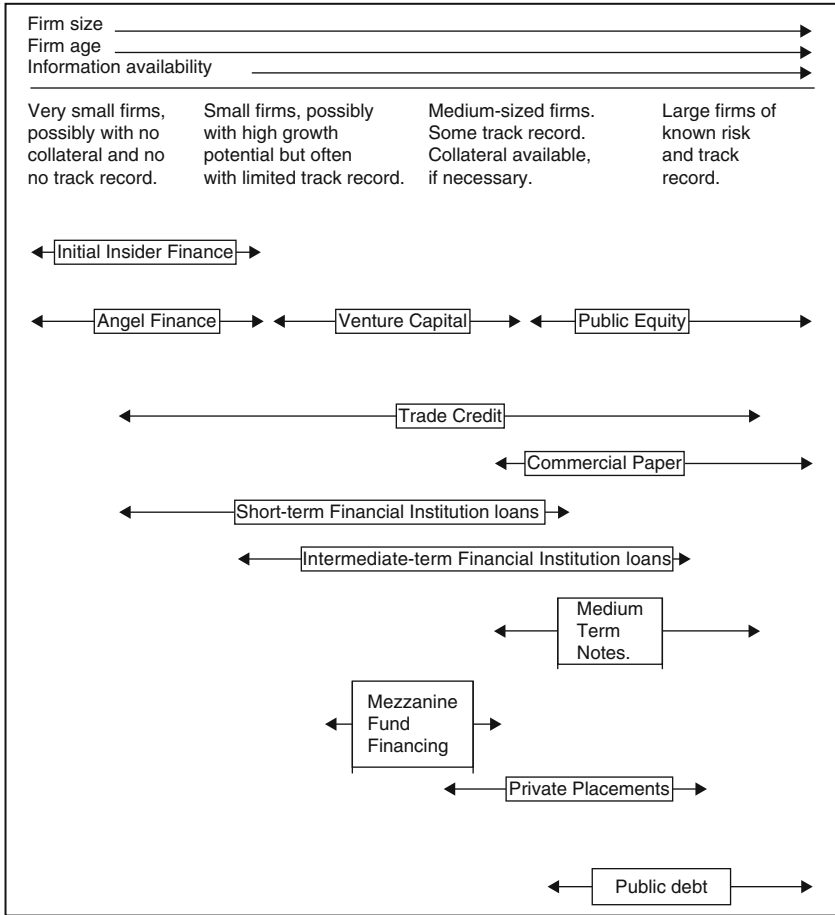 Firm size
Firm age
Information availability
Very small firms,
possibly with no
collateral and no
no track record.
Small firms, possibly
with high growth
potential but often
with limited track record.
Medium-sized firms.
Some track record.
Collateral available,
if necessary.
Large firms of
known risk
and track
record.
Initial Insider Finance
Angel Finance
Venture Capital
Public Equity
Trade Credit
Commercial Paper
Short-term Financial Institution loans
Intermediate-term Financial Institution loans
Medium
Term
Notes.
Mezzanine
Fund
Financing
Private Placements
Public debt